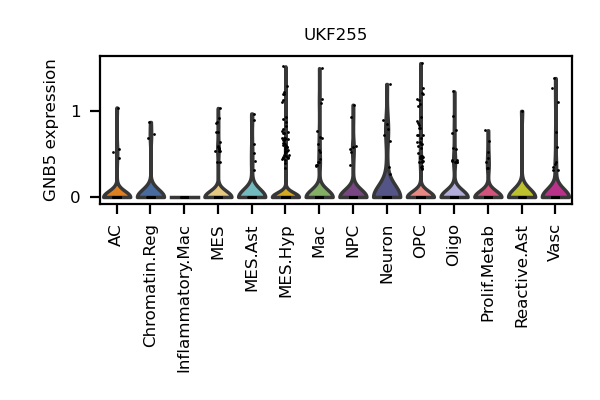 UKF255
GNB5 expression
1
0
AC
Chromatin.Reg
Inflammatory.Mac
MES
MES.Ast
MES.Hyp
Mac
NPC
Neuron
OPC
Oligo
Prolif.Metab
Reactive.Ast
Vasc